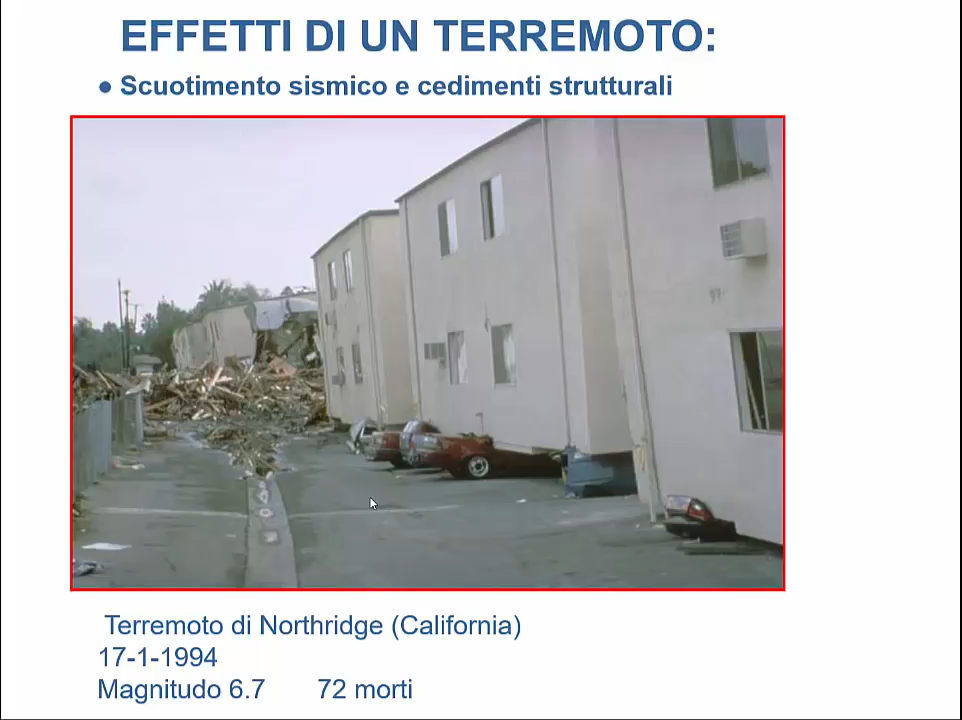 EFFETTI DI UN TERREMOTO:
● Scuotimento sismico e cedimenti strutturali
Terremoto di Northridge (California)
17-1-1994
Magnitudo 6.7 72 morti